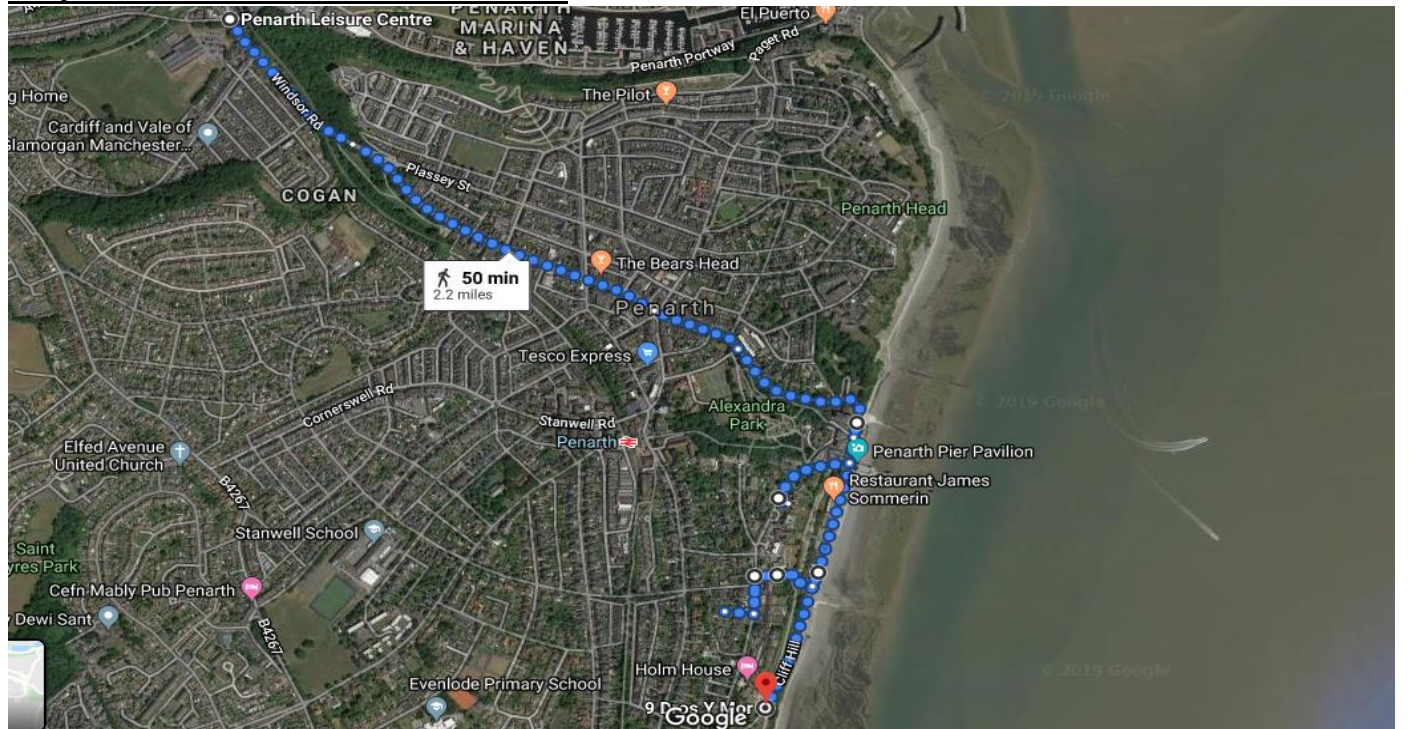 Penarth Leisure Centre
PENARTH
MARINA
& HAVEN
El Puerto
Penarth Portway
Paget Rd
The Pilot
2019 Google
g Home
Windsor Rd
Cardiff and Vale of
Glamorgan Manchester...
Plassey St
COGAN
Penarth Head
The Bears Head
50 min
2.2 miles
Penarth
Tesco Express
Cornerswell Rd
Alexandra
Park
© 2019 Google
Stanwell Rd
Penarth
Elfed Avenue
United Church
Penarth Pier Pavilion
Restaurant James
Sommerin
B4267
Stanwell School
Saint
yres Park
Cefn Mably Pub Penarth
y Dewi Sant
B4267
Cliff Hill
Holm House
© 2019 Google
Evenlode Primary School
9 Dros Y Mor
Google